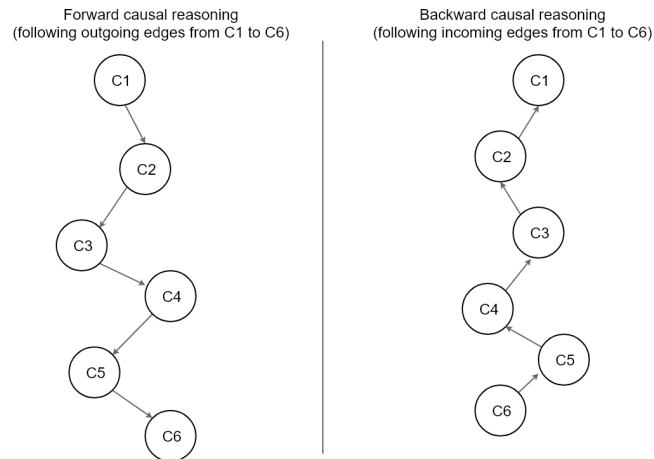 Forward causal reasoning
(following outgoing edges from C1 to C6)
C1
C2
C3
C4
C5
C6
Backward causal reasoning
(following incoming edges from C1 to C6)
C1
C2
C3
C4
C5
C6